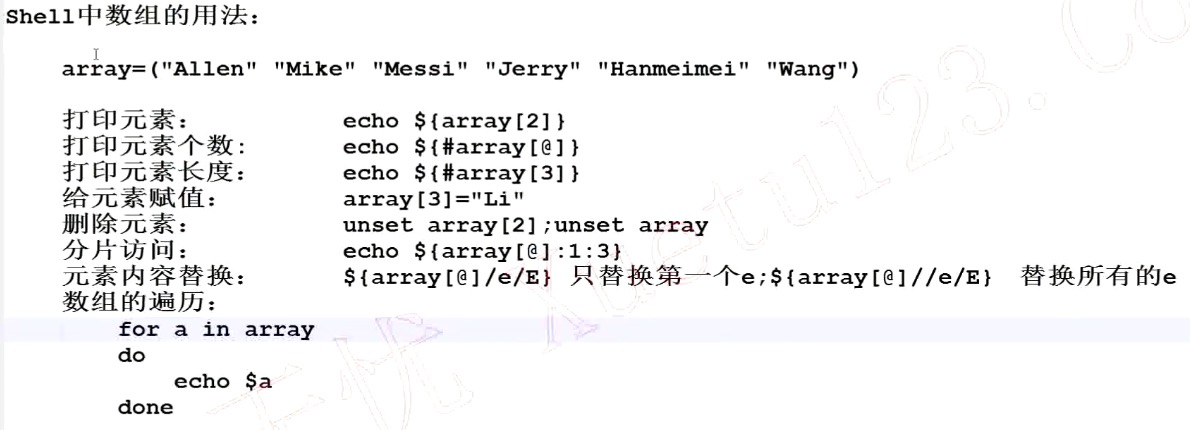 Shell中数组的用法：
array=("Allen" "Mike" "Messi" "Jerry" "Hanmeimei" "Wang")
打印元素： echo ${array[2]}
打印元素个数： echo ${#array[@]}
打印元素长度： echo ${#array[3]}
给元素赋值： array[3]="Li"
删除元素： unset array[2];unset array
分片访问： echo ${array[@]:1:3}
元素内容替换： ${array[@]/e/E} 只替换第一个e;${array[@]//e/E} 替换所有的e
数组的遍历：
for a in array
do
echo $a
done